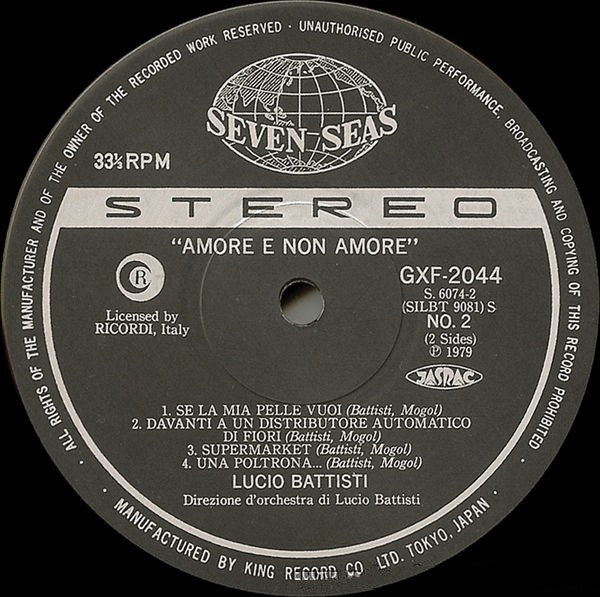 ALL RIGHTS OF THE MANUFACTURER AND OF THE OWNER OF THE RECORDED WORK RESERVED · UNAUTHORISED PUBLIC PERFORMANCE, BROADCASTING AND COPYING OF THIS RECORD PROHIBITED
SEVEN SEAS
33⅓ RPM
STEREO
"AMORE E NON AMORE"
R
Licensed by
RICORDI, Italy
GXF-2044
S. 6074-2
(SILBT 9081) S
NO. 2
(2 Sides)
℗ 1979
JASRAC
1. SE LA MIA PELLE VUOI (Battisti, Mogol)
2. DAVANTI A UN DISTRIBUTORE AUTOMATICO
DI FIORI (Battisti, Mogol)
3. SUPERMARKET (Battisti, Mogol)
4. UNA POLTRONA... (Battisti, Mogol)
LUCIO BATTISTI
Direzione d'orchestra di Lucio Battisti
· MANUFACTURED BY KING RECORD CO. LTD. TOKYO, JAPAN ·